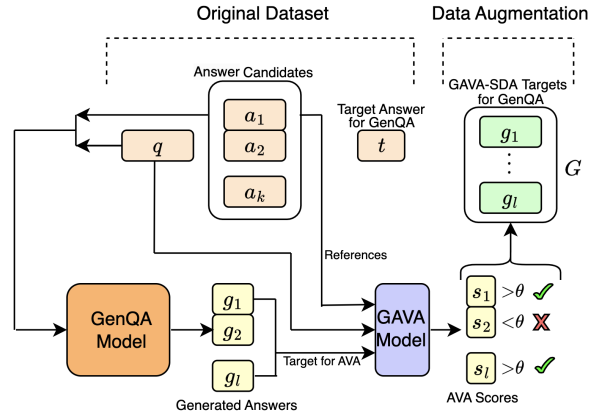 Original Dataset
Data Augmentation
Answer Candidates
GAVA-SDA Targets
for GenQA
Target Answer
for GenQA
a₁
a₂
aₖ
q
t
g₁
⋮
gₗ
G
References
GenQA
Model
g₁
g₂
gₗ
Generated Answers
Target for AVA
GAVA
Model
s₁ >θ ✓
s₂ <θ ✗
sₗ >θ ✓
AVA Scores